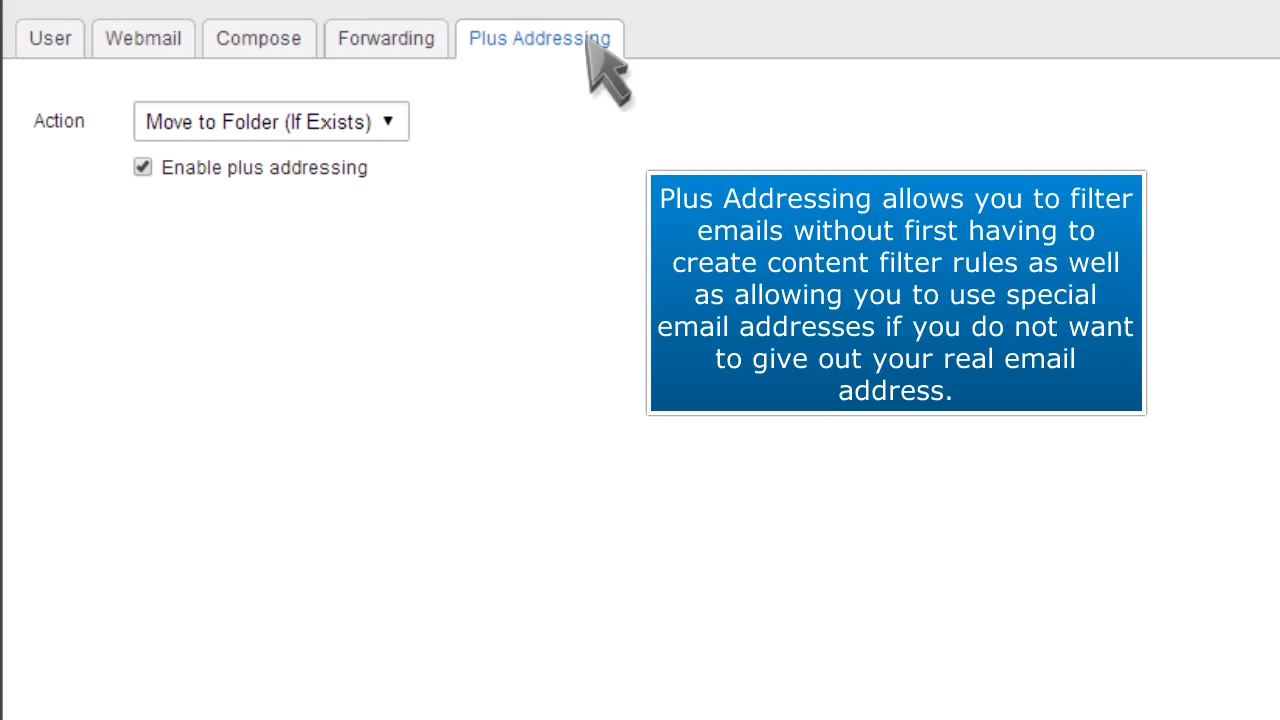 User Webmail Compose Forwarding Plus Addressing
Action Move to Folder (If Exists)
Enable plus addressing
Plus Addressing allows you to filter
emails without first having to
create content filter rules as well
as allowing you to use special
email addresses if you do not want
to give out your real email
address.